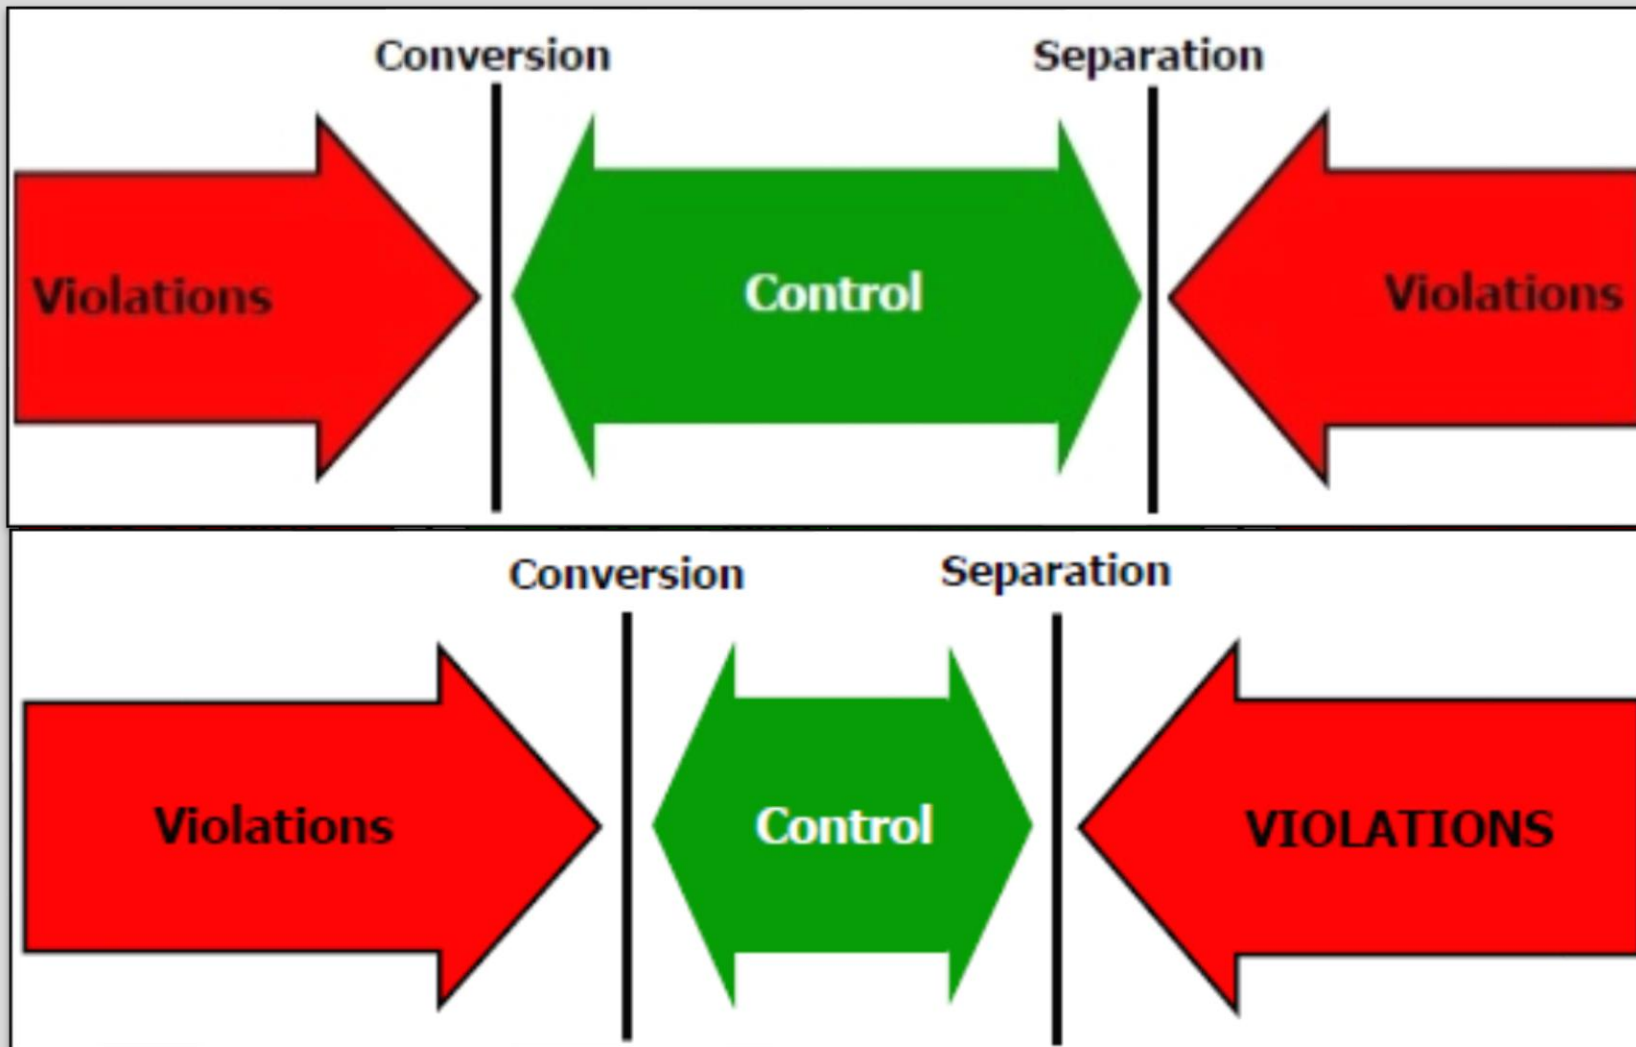 Conversion
Separation
Violations
Control
Violations
Conversion
Separation
Violations
Control
VIOLATIONS